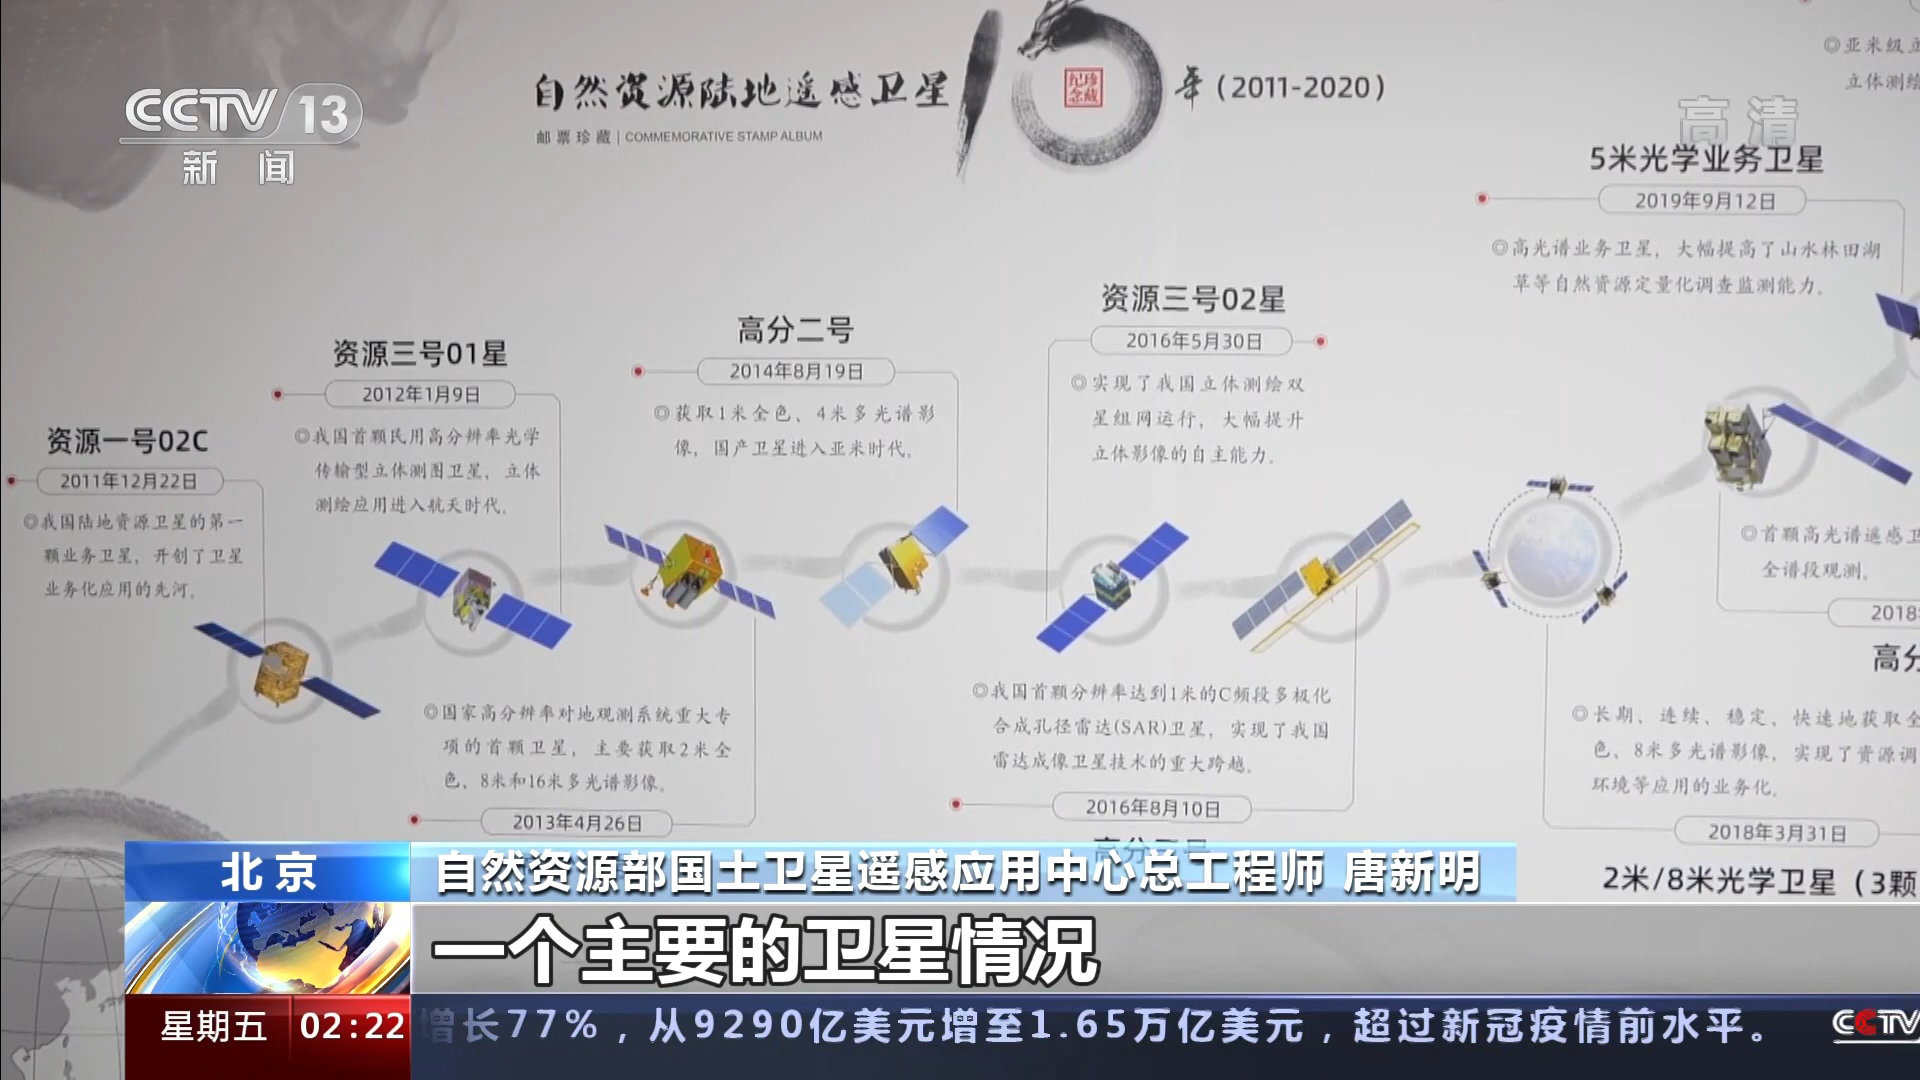 CCTV 13
新闻
高清
自然资源陆地遥感卫星10年(2011-2020)
纪念珍藏
邮票珍藏|COMMEMORATIVE STAMP ALBUM
资源一号02C
2011年12月22日
◎我国陆地资源卫星的第一
颗业务卫星，开创了卫星
业务化应用的先河。
资源三号01星
2012年1月9日
◎我国首颗民用高分辨率光学
传输型立体测图卫星，立体
测绘应用进入航天时代。
◎国家高分辨率对地观测系统重大专
项的首颗卫星，主要获取2米全
色、8米和16米多光谱影像。
2013年4月26日
高分二号
2014年8月19日
◎获取1米全色、4米多光谱影
像，国产卫星进入亚米时代。
资源三号02星
2016年5月30日
◎实现了我国立体测绘双
星组网运行，大幅提升
立体影像的自主能力。
◎我国首颗分辨率达到1米的C频段多极化
合成孔径雷达(SAR)卫星，实现了我国
雷达成像卫星技术的重大跨越。
2016年8月10日
◎长期、连续、稳定、快速地获取全
色、8米多光谱影像，实现了资源调
环境等应用的业务化。
2018年3月31日
2米/8米光学卫星（3颗
◎首颗高光谱遥感卫
全谱段观测。
2018
高分
5米光学业务卫星
2019年9月12日
◎高光谱业务卫星，大幅提高了山水林田湖
草等自然资源定量化调查监测能力。
◎亚米级立
立体测绘
北京
自然资源部国土卫星遥感应用中心总工程师 唐新明
一个主要的卫星情况
星期五 02:22
增长77%，从9290亿美元增至1.65万亿美元，超过新冠疫情前水平。
CCTV